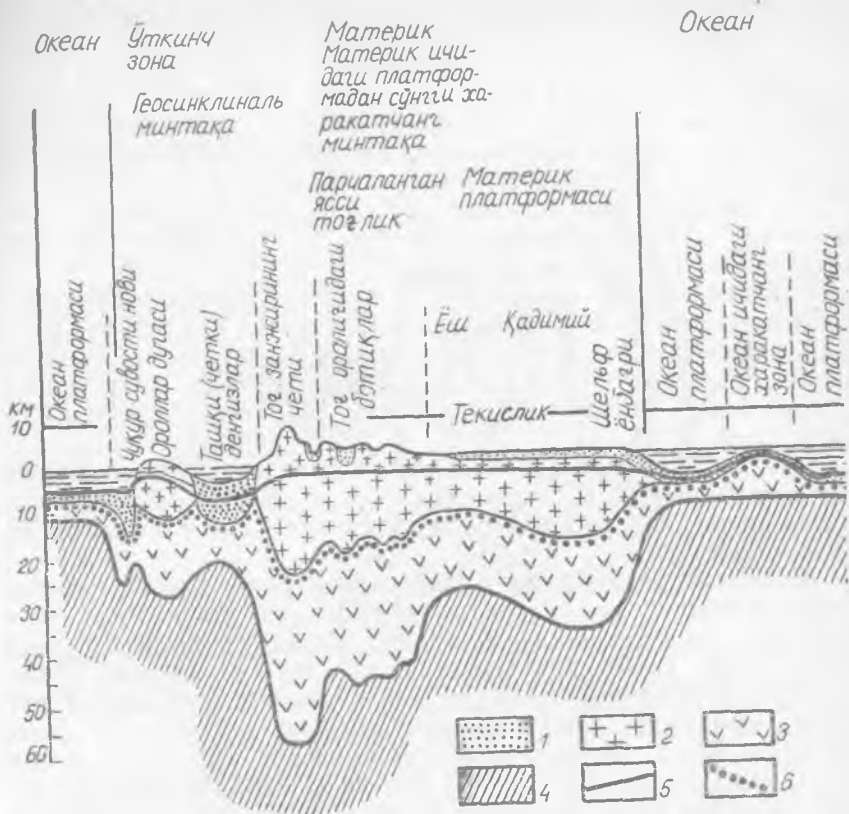 Океан
Ўткинч
зона
Геосинклиналь
минтақа
Материк
Материк ичи-
даги платфор-
мадан сўнгги ха-
ракатчанг
минтақа
Парчаланган
ясси
тоғлик
Материк
платформаси
Океан
Океан
платформаси
Чуқур сувости нови
Ороллар дугаси
Ташқи (четки)
денгизлар
Тоғ занжирининг
чети
Тоғ оралиғидаги
ботиқлар
Ёш Қадимий
Текислик
Шельф
ёнбағри
Океан
платформаси
Океан ичидаги
харакатчанг
зона
Океан
платформаси
км
10
0
10
20
30
40
50
60
1
2
3
4
5
6